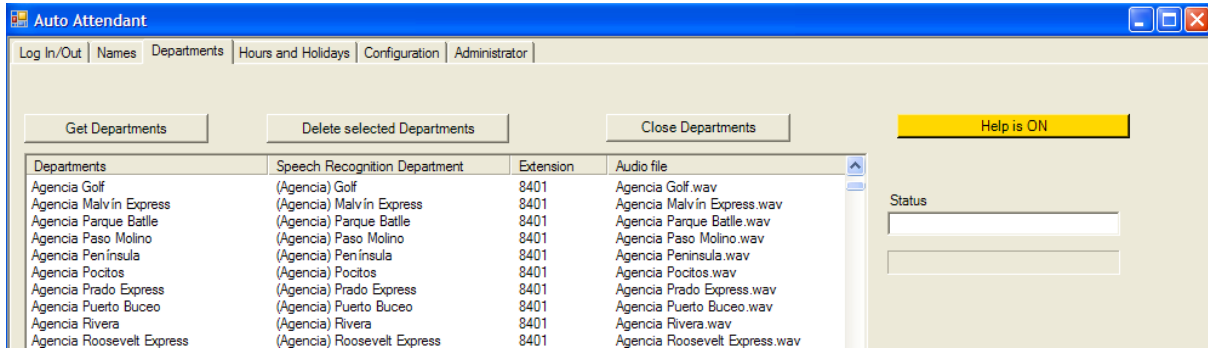 Auto Attendant
Log In/Out Names Departments Hours and Holidays Configuration Administrator
Get Departments Delete selected Departments Close Departments Help is ON
Departments Speech Recognition Department Extension Audio file
Agencia Golf (Agencia) Golf 8401 Agencia Golf.wav
Agencia Malvín Express (Agencia) Malvín Express 8401 Agencia Malvín Express.wav
Status
Agencia Parque Batlle (Agencia) Parque Batlle 8401 Agencia Parque Batlle.wav
Agencia Paso Molino (Agencia) Paso Molino 8401 Agencia Paso Molino.wav
Agencia Península (Agencia) Península 8401 Agencia Peninsula.wav
Agencia Pocitos (Agencia) Pocitos 8401 Agencia Pocitos.wav
Agencia Prado Express (Agencia) Prado Express 8401 Agencia Prado Express.wav
Agencia Puerto Buceo (Agencia) Puerto Buceo 8401 Agencia Puerto Buceo.wav
Agencia Rivera (Agencia) Rivera 8401 Agencia Rivera.wav
Agencia Roosevelt Express (Agencia) Roosevelt Express 8401 Agencia Roosevelt Express.wav